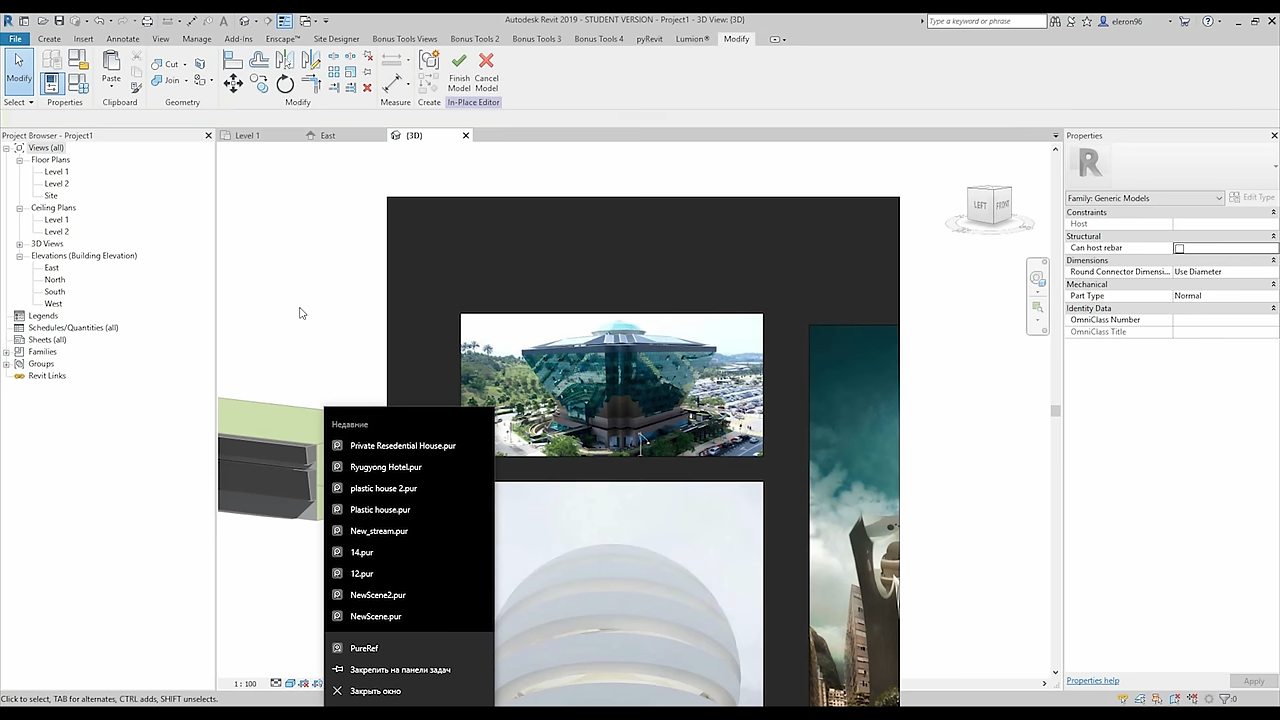 Autodesk Revit 2019 - STUDENT VERSION - Project1 - 3D View: {3D}
Type a keyword or phrase
eleron96
File
Create
Insert
Annotate
View
Manage
Add-Ins
Enscape™
Site Designer
Bonus Tools Views
Bonus Tools 2
Bonus Tools 3
Bonus Tools 4
pyRevit
Lumion®
Modify
Modify
Paste
Cut
Join
Finish Model
Cancel Model
Select
Properties
Clipboard
Geometry
Modify
Measure
Create
In-Place Editor
Project Browser - Project1
Views (all)
Floor Plans
Level 1
Level 2
Site
Ceiling Plans
Level 1
Level 2
3D Views
Elevations (Building Elevation)
East
North
South
West
Legends
Schedules/Quantities (all)
Sheets (all)
Families
Groups
Revit Links
Level 1
East
{3D}
LEFT
FRONT
Недавние
Private Resedential House.pur
Ryugyong Hotel.pur
plastic house 2.pur
Plastic house.pur
New_stream.pur
14.pur
12.pur
NewScene2.pur
NewScene.pur
PureRef
Закрепить на панели задач
Закрыть окно
1 : 100
Properties
R
Family: Generic Models
Edit Type
Constraints
Host
Structural
Can host rebar
Dimensions
Round Connector Dimensi...
Use Diameter
Mechanical
Part Type
Normal
Identity Data
OmniClass Number
OmniClass Title
Properties help
Apply
Click to select, TAB for alternates, CTRL adds, SHIFT unselects.
:0